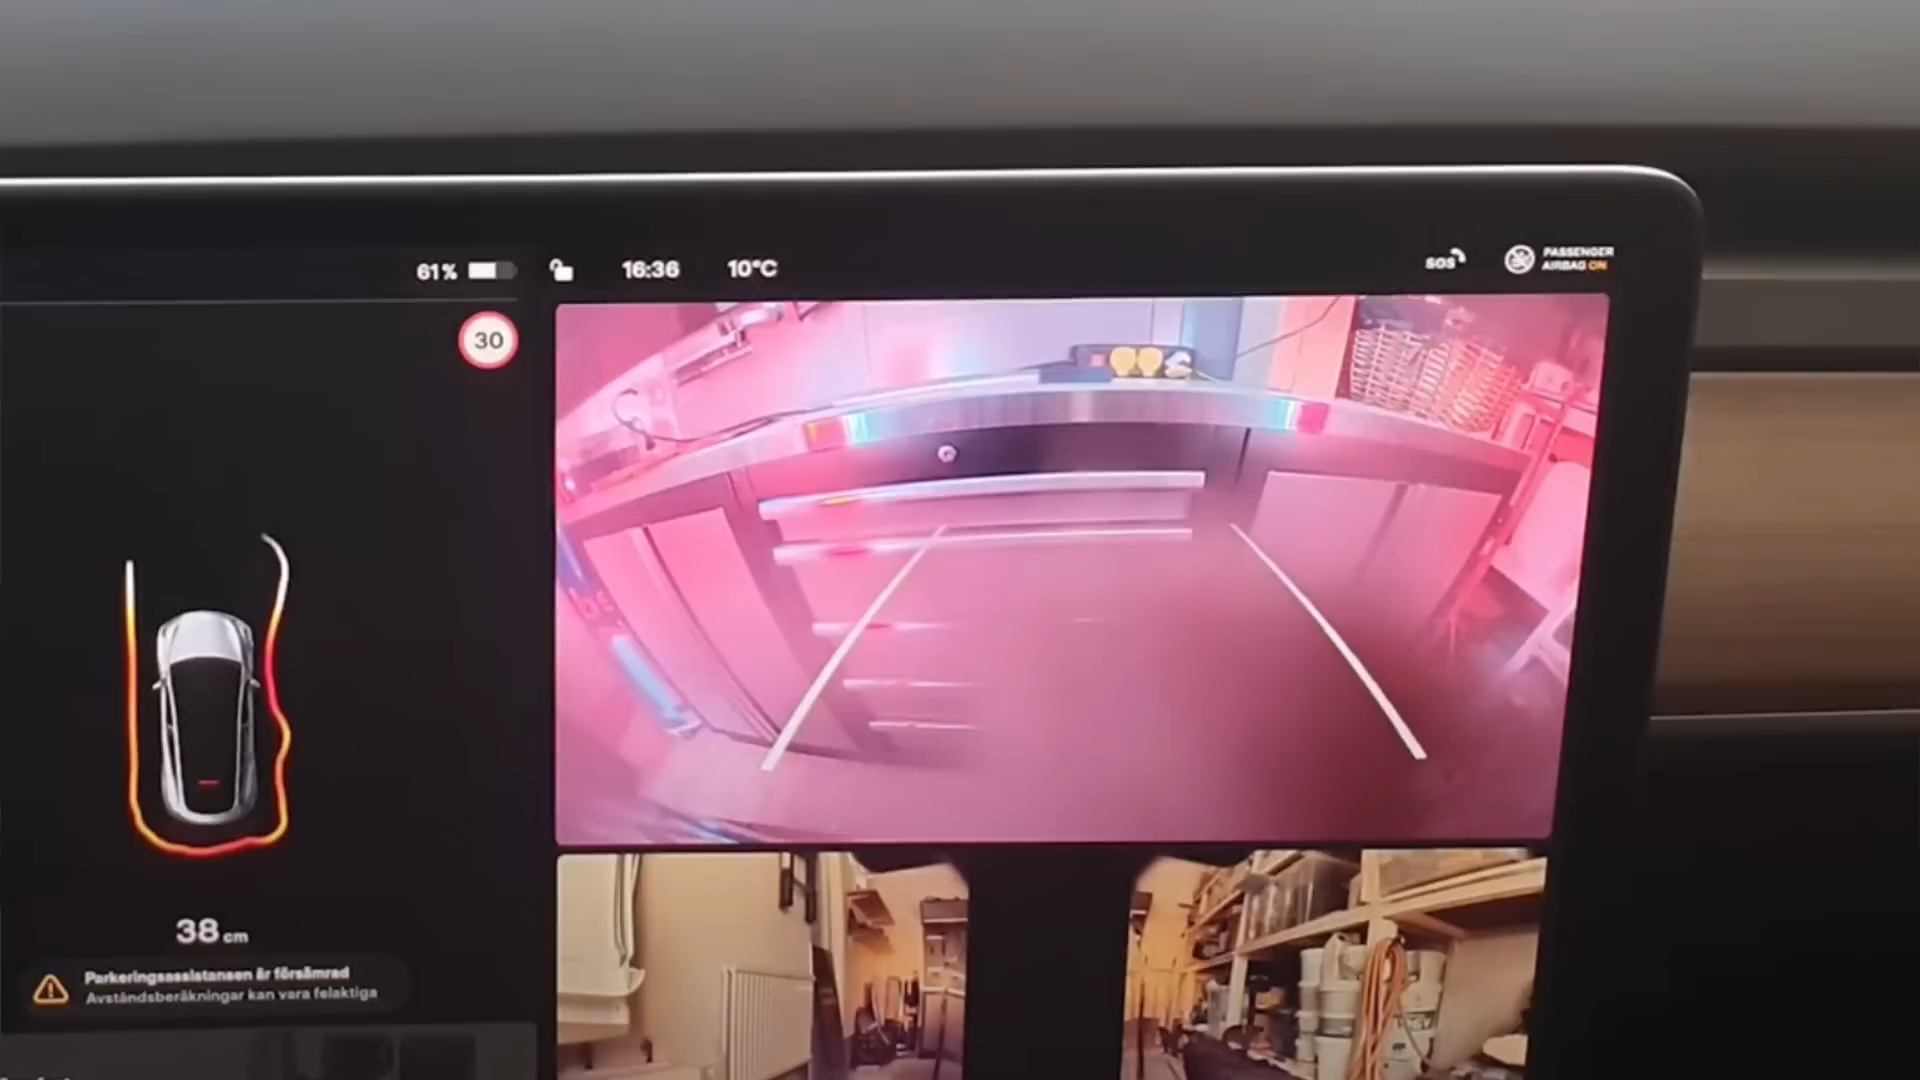 61%
16:36
10°C
SOS
PASSENGER
AIRBAG ON
30
38 cm
Parkeringsassistansen är försämrad
Avståndsberäkningar kan vara felaktiga